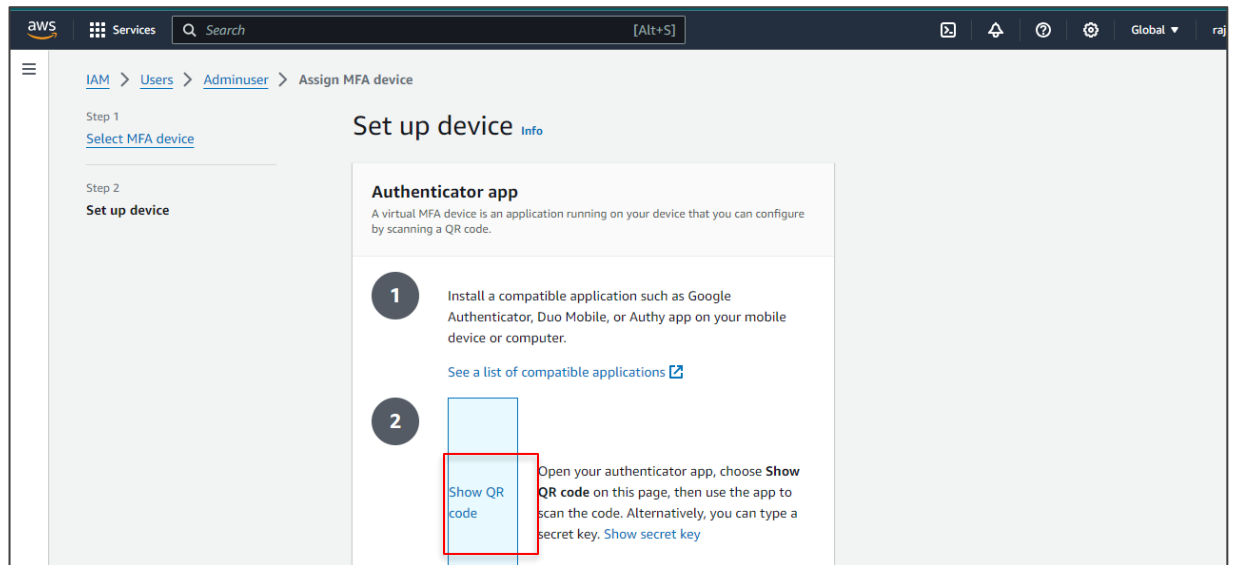 aws
Services
Search
[Alt+S]
Global
raj
IAM > Users > Adminuser > Assign MFA device
Step 1
Select MFA device
Step 2
Set up device
Set up device Info
Authenticator app
A virtual MFA device is an application running on your device that you can configure
by scanning a QR code.
1
Install a compatible application such as Google
Authenticator, Duo Mobile, or Authy app on your mobile
device or computer.
See a list of compatible applications
2
Show QR
code
Open your authenticator app, choose Show
QR code on this page, then use the app to
scan the code. Alternatively, you can type a
secret key. Show secret key